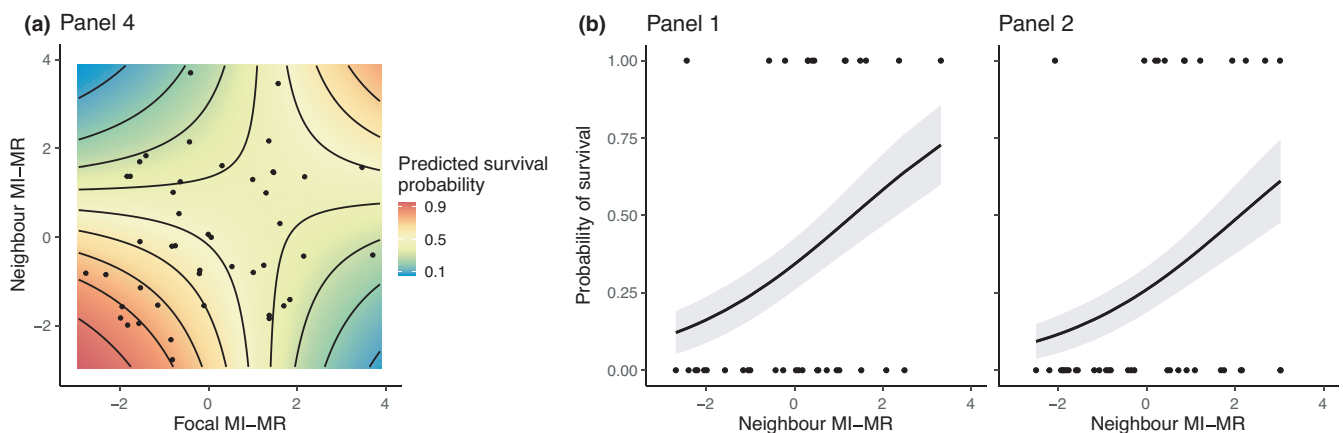 (a) Panel 4
4
2
0
−2
Neighbour MI−MR
−2 0 2 4
Focal MI−MR
Predicted survival
probability
0.9
0.5
0.1
(b) Panel 1 Panel 2
1.00
0.75
0.50
0.25
0.00
Probability of survival
−2 0 2 4
−2 0 2 4
Neighbour MI−MR
Neighbour MI−MR